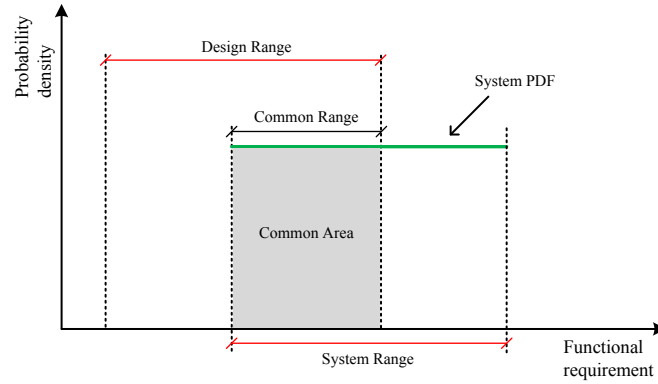 Probability
density
Design Range
System PDF
Common Range
Common Area
System Range
Functional
requirement